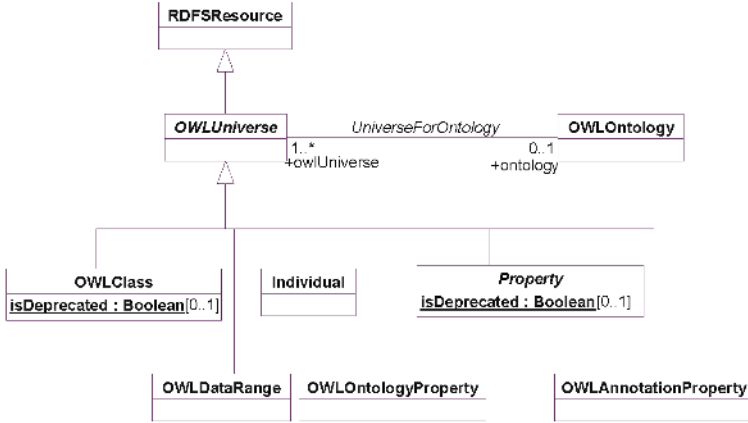 RDFSResource
OWLUniverse
UniverseForOntology
OWLOntology
1..*
0..1
+owlUniverse
+ontology
OWLClass
isDeprecated : Boolean[0..1]
Individual
Property
isDeprecated : Boolean[0..1]
OWLDataRange
OWLOntologyProperty
OWLAnnotationProperty